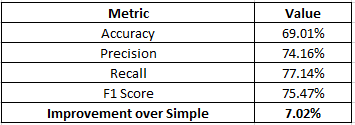 Metric Value
Accuracy 69.01%
Precision 74.16%
Recall 77.14%
F1 Score 75.47%
Improvement over Simple 7.02%